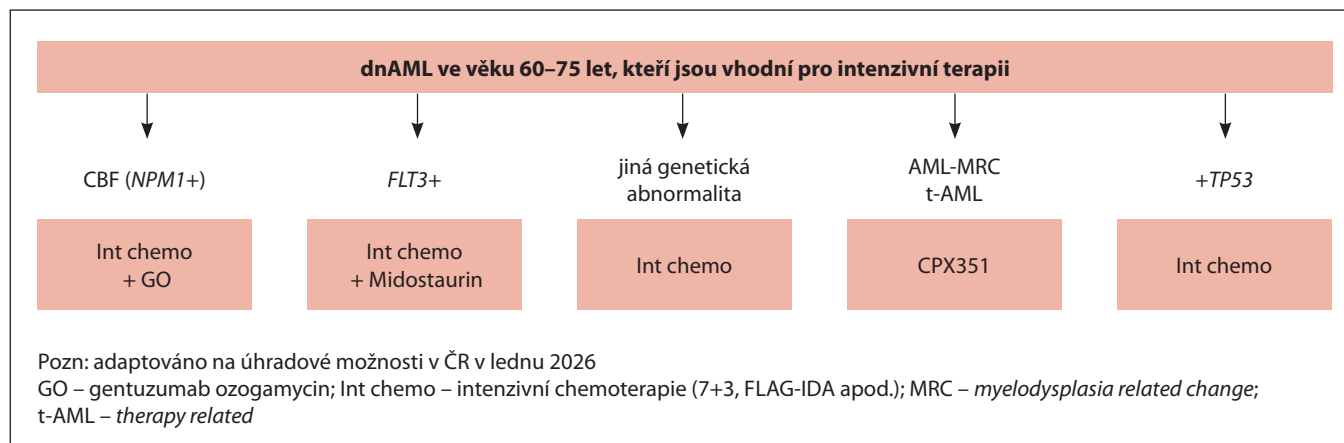 dnAML ve věku 60–75 let, kteří jsou vhodní pro intenzivní terapii
CBF (NPM1+)
Int chemo
+ GO
FLT3+
Int chemo
+ Midostaurin
jiná genetická
abnormalita
Int chemo
AML-MRC
t-AML
CPX351
+TP53
Int chemo
Pozn: adaptováno na úhradové možnosti v ČR v lednu 2026
GO – gentuzumab ozogamycin; Int chemo – intenzivní chemoterapie (7+3, FLAG-IDA apod.); MRC – myelodysplasia related change;
t-AML – therapy related